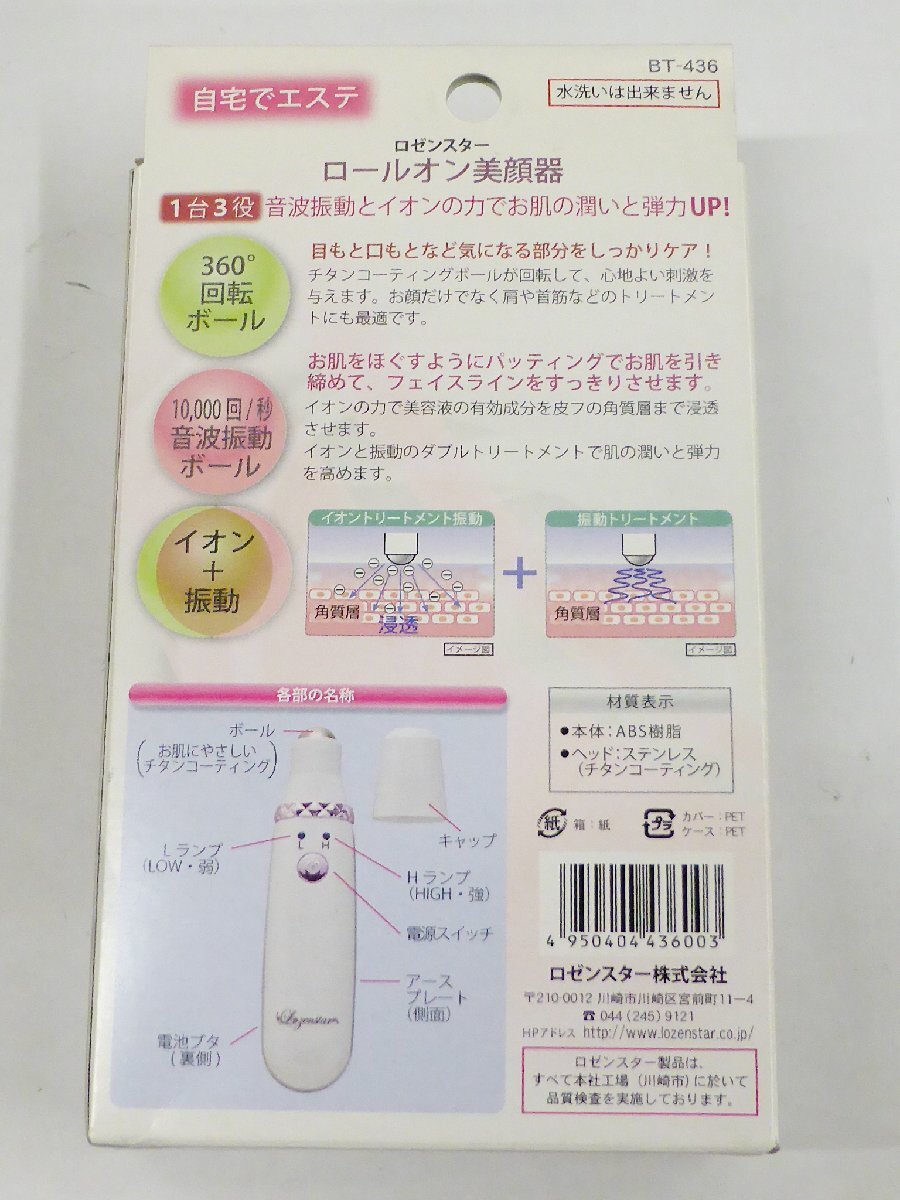 BT-436
自宅でエステ
水洗いは出来ません
ロゼンスター
ロールオン美顔器
1台3役 音波振動とイオンの力でお肌の潤いと弾力UP!
360°
回転
ボール
目もと口もとなど気になる部分をしっかりケア!
チタンコーティングボールが回転して、心地よい刺激を
与えます。お顔だけでなく肩や首筋などのトリートメン
トにも最適です。
10,000回/秒
音波振動
ボール
お肌をほぐすようにパッティングでお肌を引き
締めて、フェイスラインをすっきりさせます。
イオンの力で美容液の有効成分を皮フの角質層まで浸透
させます。
イオンと振動のダブルトリートメントで肌の潤いと弾力
を高めます。
イオン
+
振動
イオントリートメント振動
角質層
浸透
イメージ図
+
振動トリートメント
角質層
イメージ図
各部の名称
ボール
(お肌にやさしい
チタンコーティング)
キャップ
Lランプ
(LOW・弱)
L H
Hランプ
(HIGH・強)
電源スイッチ
アース
プレート
(側面)
Lozenstar
電池ブタ
(裏側)
材質表示
●本体:ABS樹脂
●ヘッド:ステンレス
(チタンコーティング)
紙 箱:紙
プラ カバー:PET
ケース:PET
4 950404 436003
ロゼンスター株式会社
〒210-0012 川崎市川崎区宮前町11-4
☎044(245)9121
HPアドレス http://www.lozenstar.co.jp/
ロゼンスター製品は、
すべて本社工場(川崎市)に於いて
品質検査を実施しております。